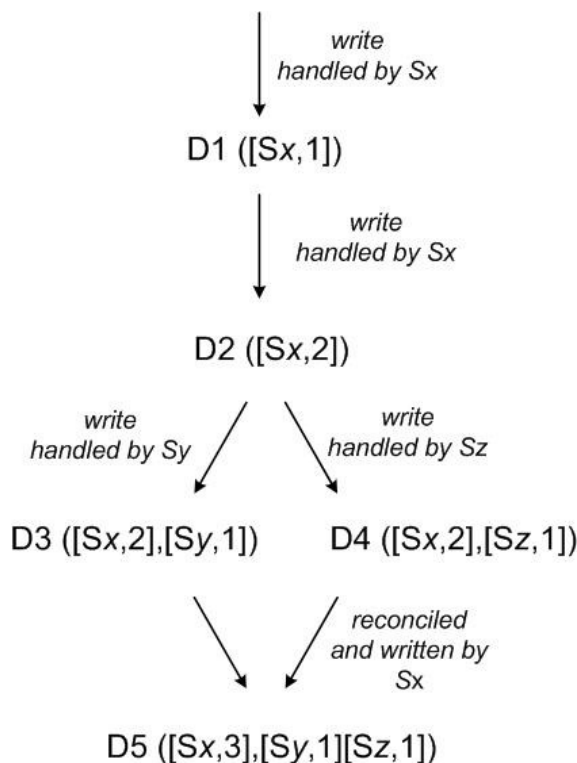 write
handled by Sx
D1 ([Sx,1])
write
handled by Sx
D2 ([Sx,2])
write
handled by Sy
write
handled by Sz
D3 ([Sx,2],[Sy,1])
D4 ([Sx,2],[Sz,1])
reconciled
and written by
Sx
D5 ([Sx,3],[Sy,1][Sz,1])